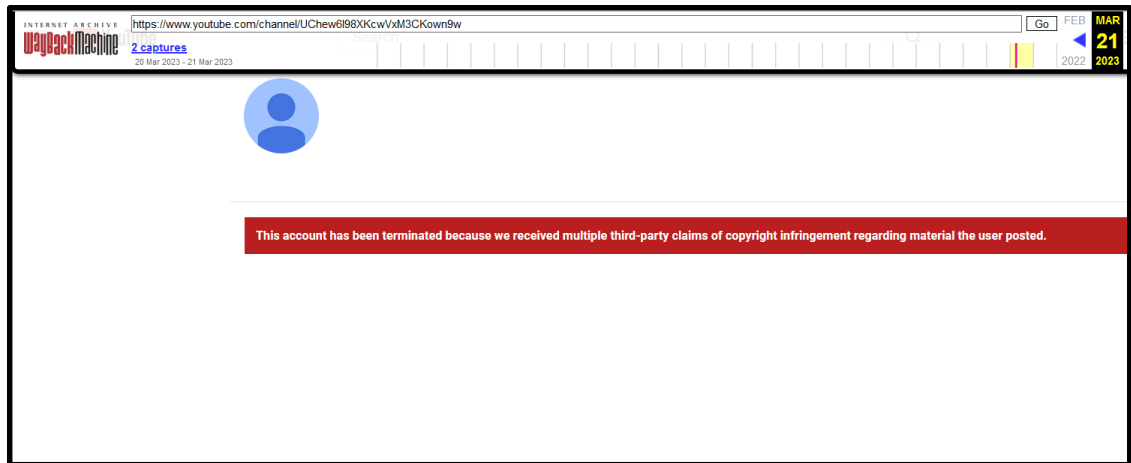 INTERNET ARCHIVE
WayBackMachine
https://www.youtube.com/channel/UChew6l98XKcwVxM3CKown9w
Go
FEB
MAR
Search
2 captures
21
20 Mar 2023 - 21 Mar 2023
2022
2023
This account has been terminated because we received multiple third-party claims of copyright infringement regarding material the user posted.